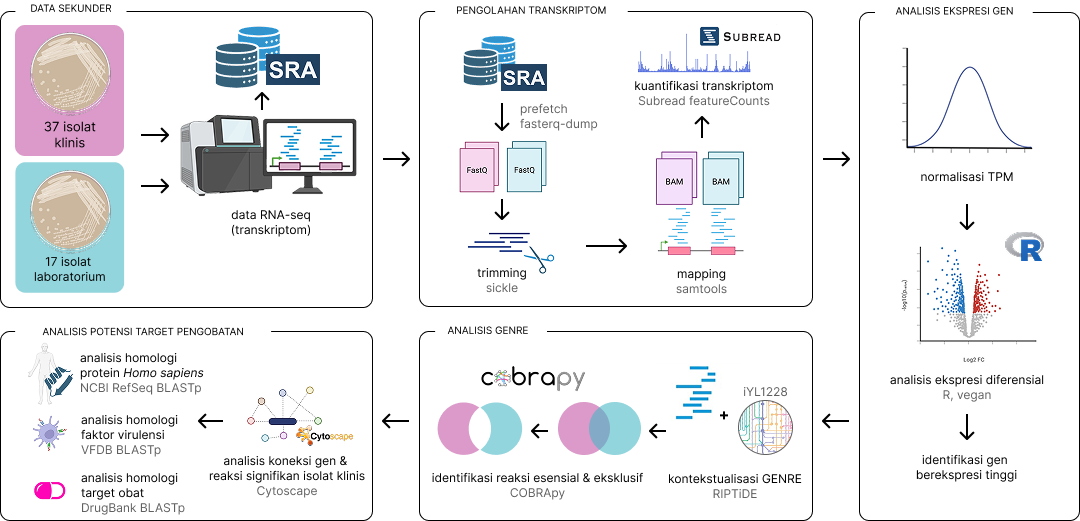 DATA SEKUNDER
37 isolat
klinis
17 isolat
laboratorium
SRA
data RNA-seq
(transkriptom)
PENGOLAHAN TRANSKRIPTOM
SRA
prefetch
fasterq-dump
FastQ
FastQ
trimming
sickle
SUBREAD
kuantifikasi transkriptom
Subread featureCounts
BAM
BAM
mapping
samtools
ANALISIS EKSPRESI GEN
normalisasi TPM
R
Log2 FC
analisis ekspresi diferensial
R, vegan
identifikasi gen
berekspresi tinggi
ANALISIS GENRE
iYL1228
+
kontekstualisasi GENRE
RIPTiDE
cobrapy
identifikasi reaksi esensial & eksklusif
COBRApy
ANALISIS POTENSI TARGET PENGOBATAN
Cytoscape
analisis koneksi gen &
reaksi signifikan isolat klinis
Cytoscape
analisis homologi
protein Homo sapiens
NCBI RefSeq BLASTp
analisis homologi
faktor virulensi
VFDB BLASTp
analisis homologi
target obat
DrugBank BLASTp